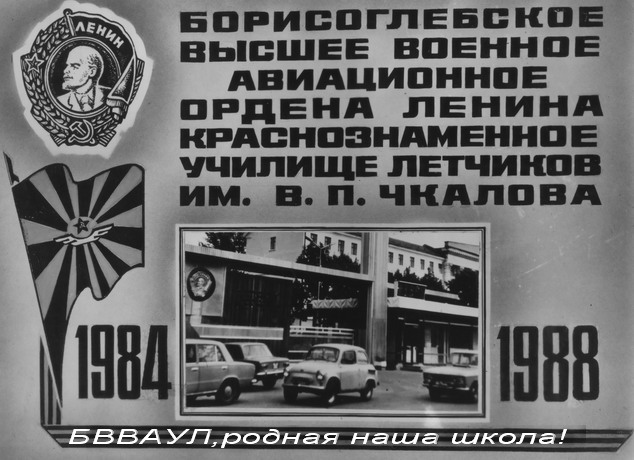 ЛЕНИН
БОРИСОГЛЕБСКОЕ
ВЫСШЕЕ ВОЕННОЕ
АВИАЦИОННОЕ
ОРДЕНА ЛЕНИНА
КРАСНОЗНАМЕННОЕ
УЧИЛИЩЕ ЛЕТЧИКОВ
ИМ. В. П. ЧКАЛОВА
1984
1988
БВВАУЛ,родная наша школа!